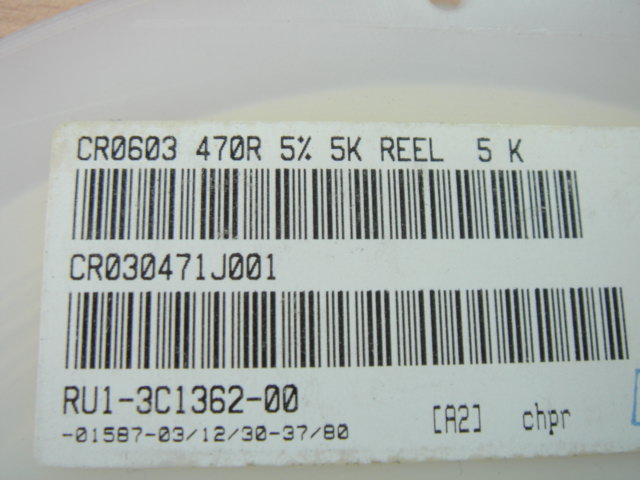 CR0603 470R 5% 5K REEL 5 K
CR030471J001
RU1-3C1362-00
[A2] chpr
-01587-03/12/30-37/80